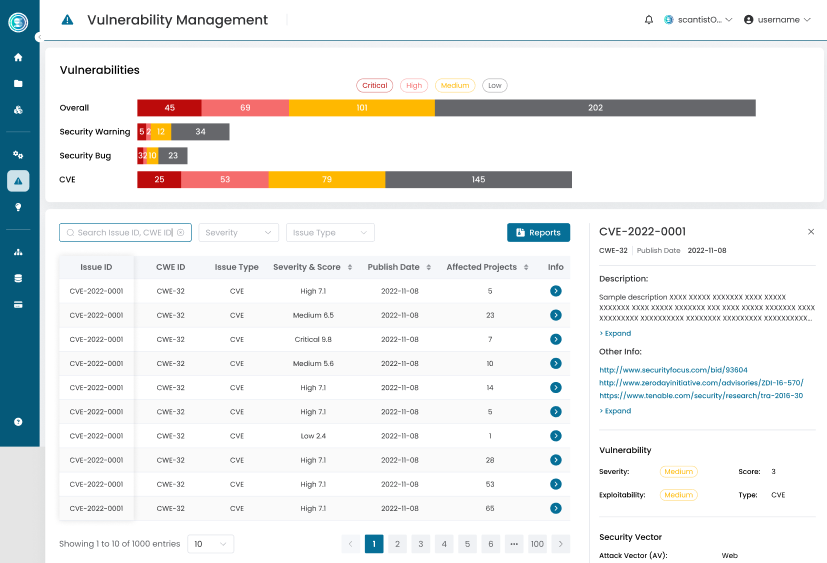 Vulnerability Management
scantistO...
username
Vulnerabilities
Critical
High
Medium
Low
Overall
45
69
101
202
Security Warning
5
2
12
34
Security Bug
3
2
10
23
CVE
25
53
79
145
Search Issue ID, CWE ID
Severity
Issue Type
Reports
Issue ID CWE ID Issue Type Severity & Score Publish Date Affected Projects Info
CVE-2022-0001 CWE-32 CVE High 7.1 2022-11-08 5
CVE-2022-0001 CWE-32 CVE Medium 6.5 2022-11-08 23
CVE-2022-0001 CWE-32 CVE Critical 9.8 2022-11-08 7
CVE-2022-0001 CWE-32 CVE Medium 5.6 2022-11-08 10
CVE-2022-0001 CWE-32 CVE High 7.1 2022-11-08 14
CVE-2022-0001 CWE-32 CVE High 7.1 2022-11-08 5
CVE-2022-0001 CWE-32 CVE Low 2.4 2022-11-08 1
CVE-2022-0001 CWE-32 CVE High 7.1 2022-11-08 28
CVE-2022-0001 CWE-32 CVE High 7.1 2022-11-08 53
CVE-2022-0001 CWE-32 CVE High 7.1 2022-11-08 65
Showing 1 to 10 of 1000 entries
10
1 2 3 4 5 6 ... 100
CVE-2022-0001
CWE-32 Publish Date 2022-11-08
Description:
Sample description XXXX XXXXX XXXXXXX XXXX XXXXX
XXXXXXX XXXX XXXXX XXXXXXX XXX XXXX XXXXX XXXXXXX XXXX
XXXXXXXXX XXXXXXXXXX XXXXXXXX XXXXXXXXX XXXXXXXXXX...
> Expand
Other Info:
http://www.securityfocus.com/bid/93604
http://www.zerodayinitiative.com/advisories/ZDI-16-570/
https://www.tenable.com/security/research/tra-2016-30
> Expand
Vulnerability
Severity: Medium Score: 3
Exploitability: Medium Type: CVE
Security Vector
Attack Vector (AV): Web